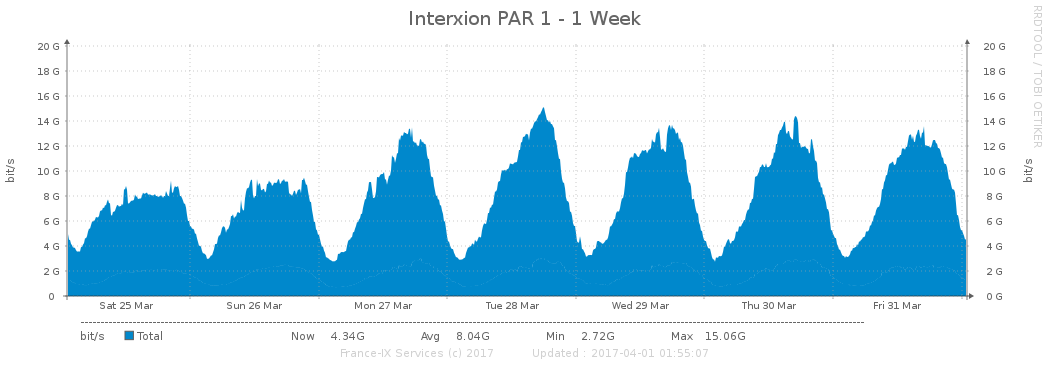 Interxion PAR 1 - 1 Week
RRDTOOL / TOBI OETIKER
bit/s
20 G
18 G
16 G
14 G
12 G
10 G
8 G
6 G
4 G
2 G
0
20 G
18 G
16 G
14 G
12 G
10 G
8 G
6 G
4 G
2 G
0 G
bit/s
Sat 25 Mar Sun 26 Mar Mon 27 Mar Tue 28 Mar Wed 29 Mar Thu 30 Mar Fri 31 Mar
bit/s Total Now 4.34G Avg 8.04G Min 2.72G Max 15.06G
France-IX Services (c) 2017 Updated : 2017-04-01 01:55:07